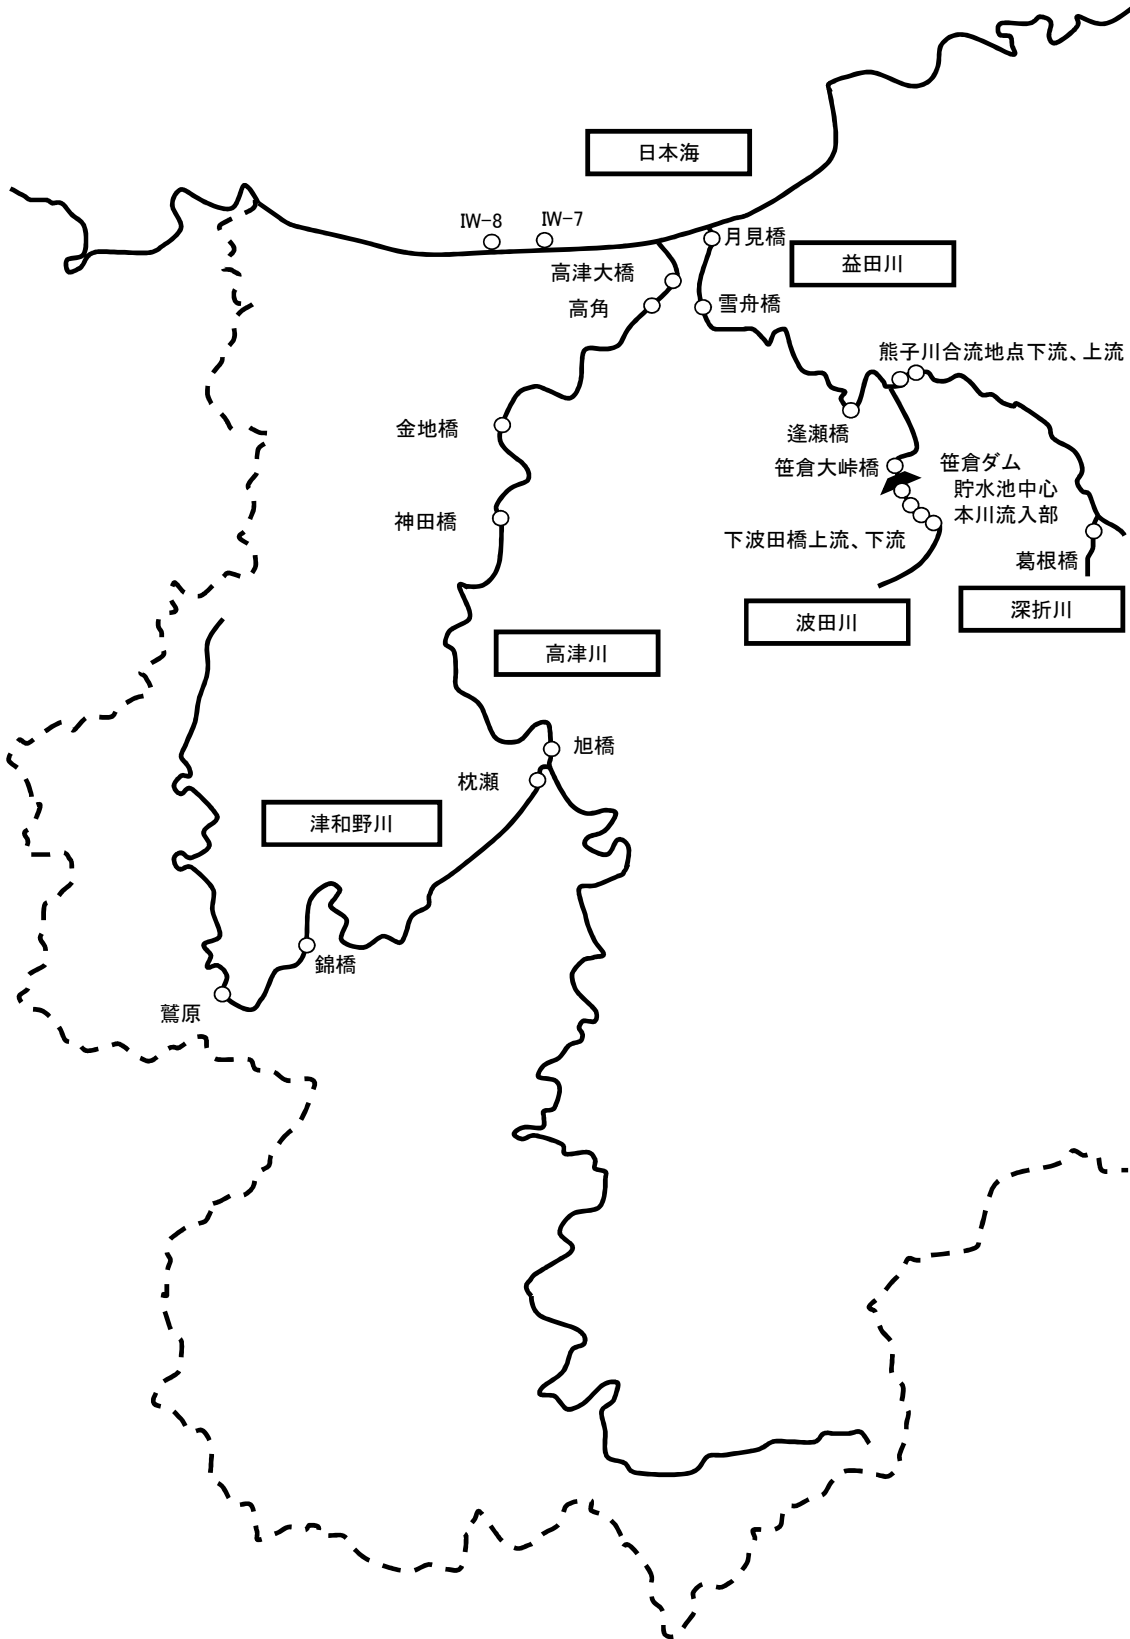 日本海
IW-8
IW-7
月見橋
益田川
高津大橋
高角
雪舟橋
熊子川合流地点下流、上流
金地橋
逢瀬橋
笹倉大峠橋
笹倉ダム
貯水池中心
本川流入部
神田橋
下波田橋上流、下流
葛根橋
波田川
深折川
高津川
旭橋
枕瀬
津和野川
錦橋
鷲原